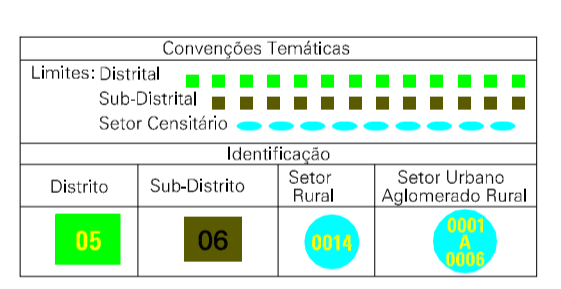 Convenções Temáticas
Limites: Distrital
Sub-Distrital
Setor Censitário
Identificação
Distrito
Sub-Distrito
Setor
Rural
Setor Urbano
Aglomerado Rural
05
06
0014
0001
A
0006